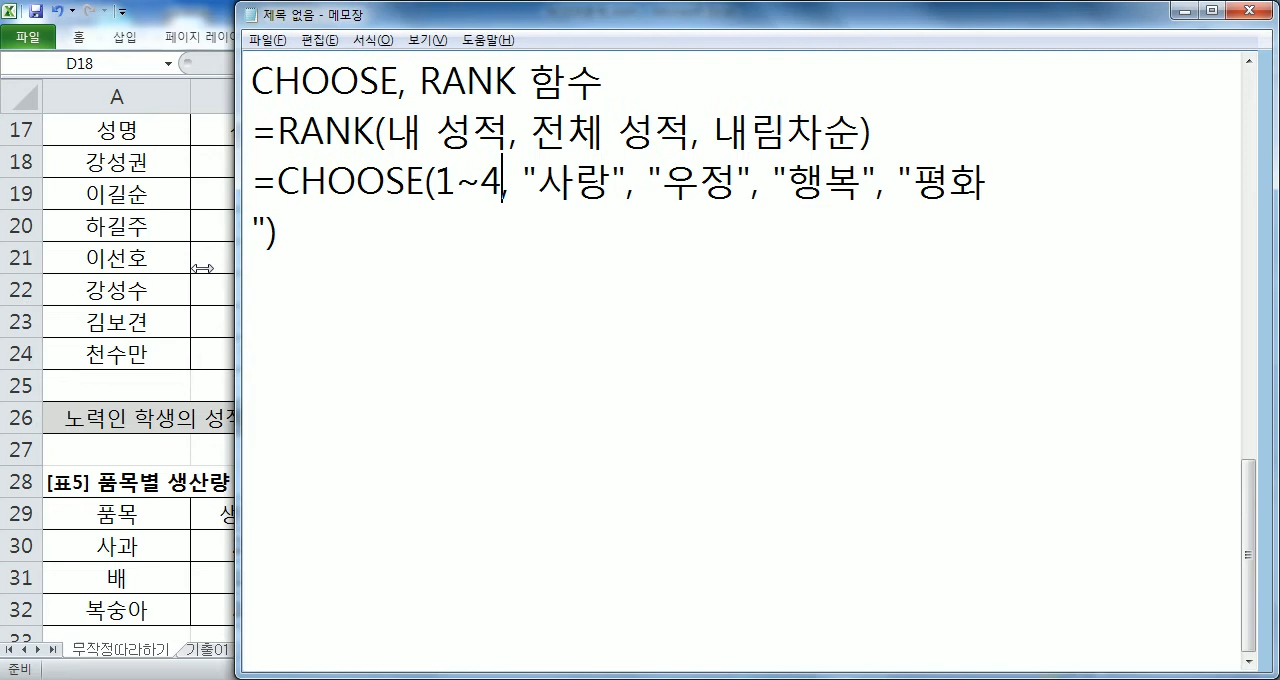 제목 없음 - 메모장
파일 홈 삽입 페이지 레이
파일(F) 편집(E) 서식(O) 보기(V) 도움말(H)
D18
CHOOSE, RANK 함수
=RANK(내 성적, 전체 성적, 내림차순)
=CHOOSE(1~4, "사랑", "우정", "행복", "평화
")
A
17 성명
18 강성권
19 이길순
20 하길주
21 이선호
22 강성수
23 김보견
24 천수만
25
26 노력인 학생의 성적
27
28 [표5] 품목별 생산량
29 품목 생
30 사과
31 배
32 복숭아
33
무작정따라하기 기출01
준비